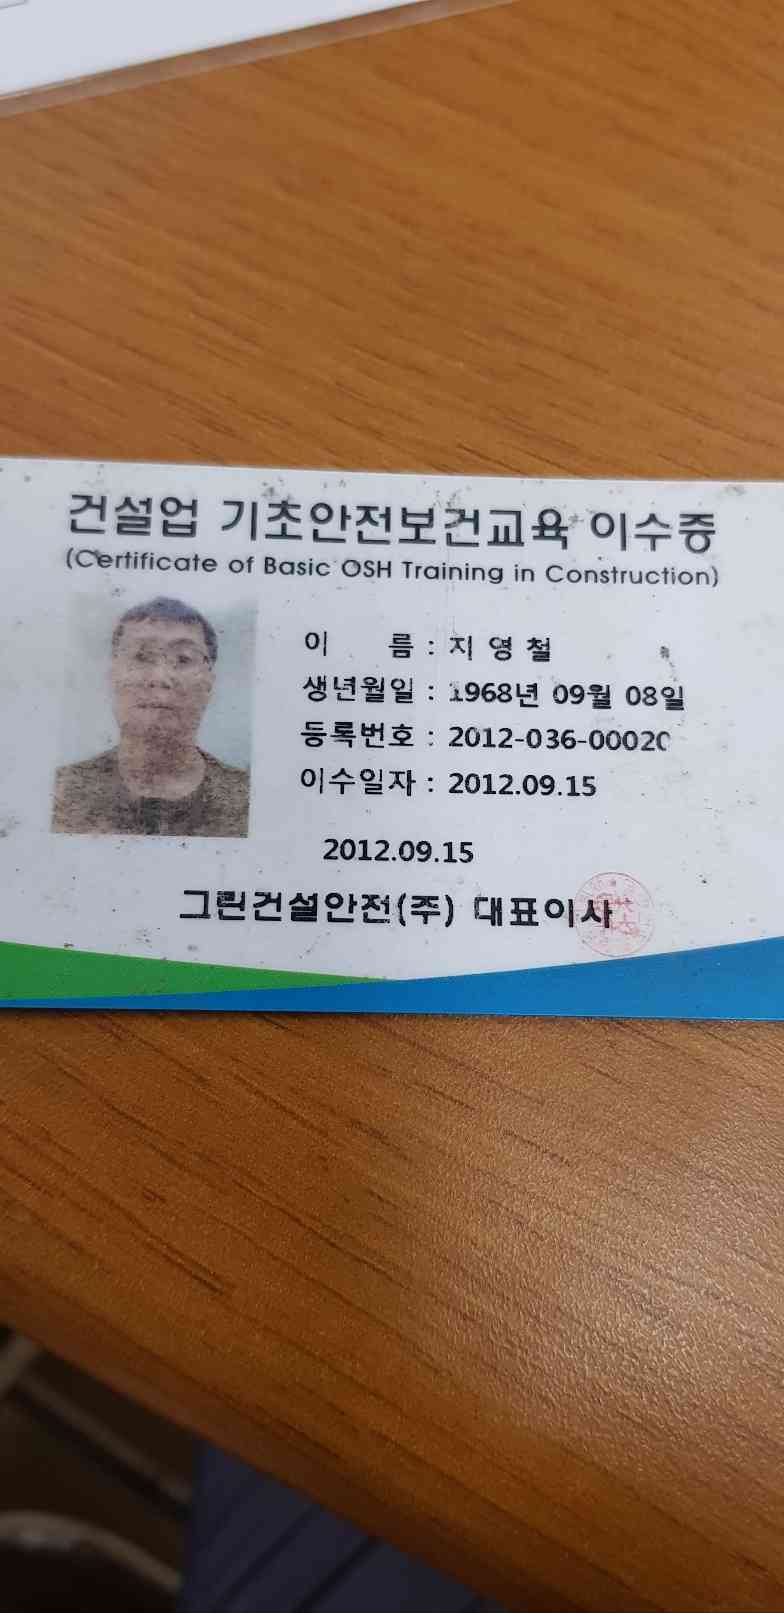 건설업 기초안전보건교육 이수증
(Certificate of Basic OSH Training in Construction)
이 름 : 지 영 철
생년월일 : 1968년 09월 08일
등록번호 : 2012-036-00020
이수일자 : 2012.09.15
2012.09.15
그린건설안전(주) 대표이사